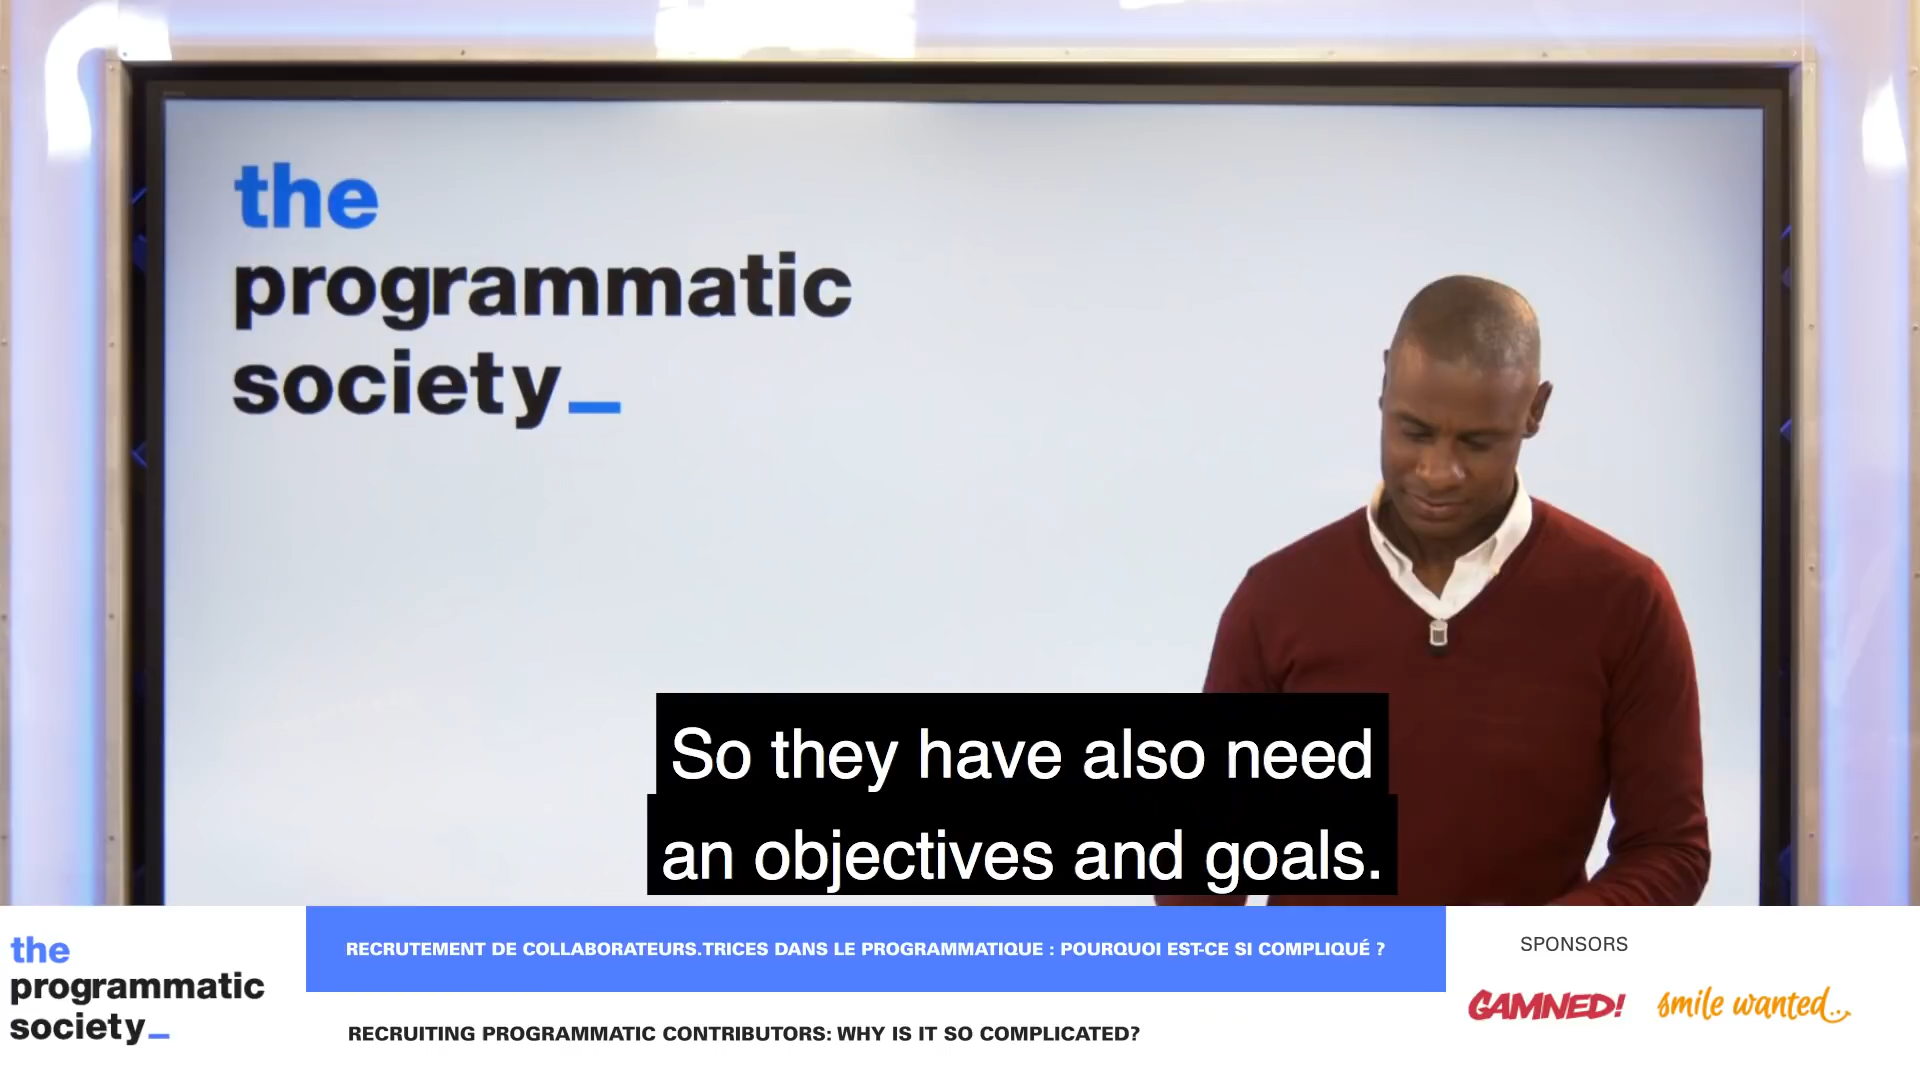 the
programmatic
society_
So they have also need
an objectives and goals.
the
programmatic
society_
RECRUTEMENT DE COLLABORATEURS.TRICES DANS LE PROGRAMMATIQUE : POURQUOI EST-CE SI COMPLIQUÉ ?
RECRUITING PROGRAMMATIC CONTRIBUTORS: WHY IS IT SO COMPLICATED?
SPONSORS
GAMNED!
smile wanted..